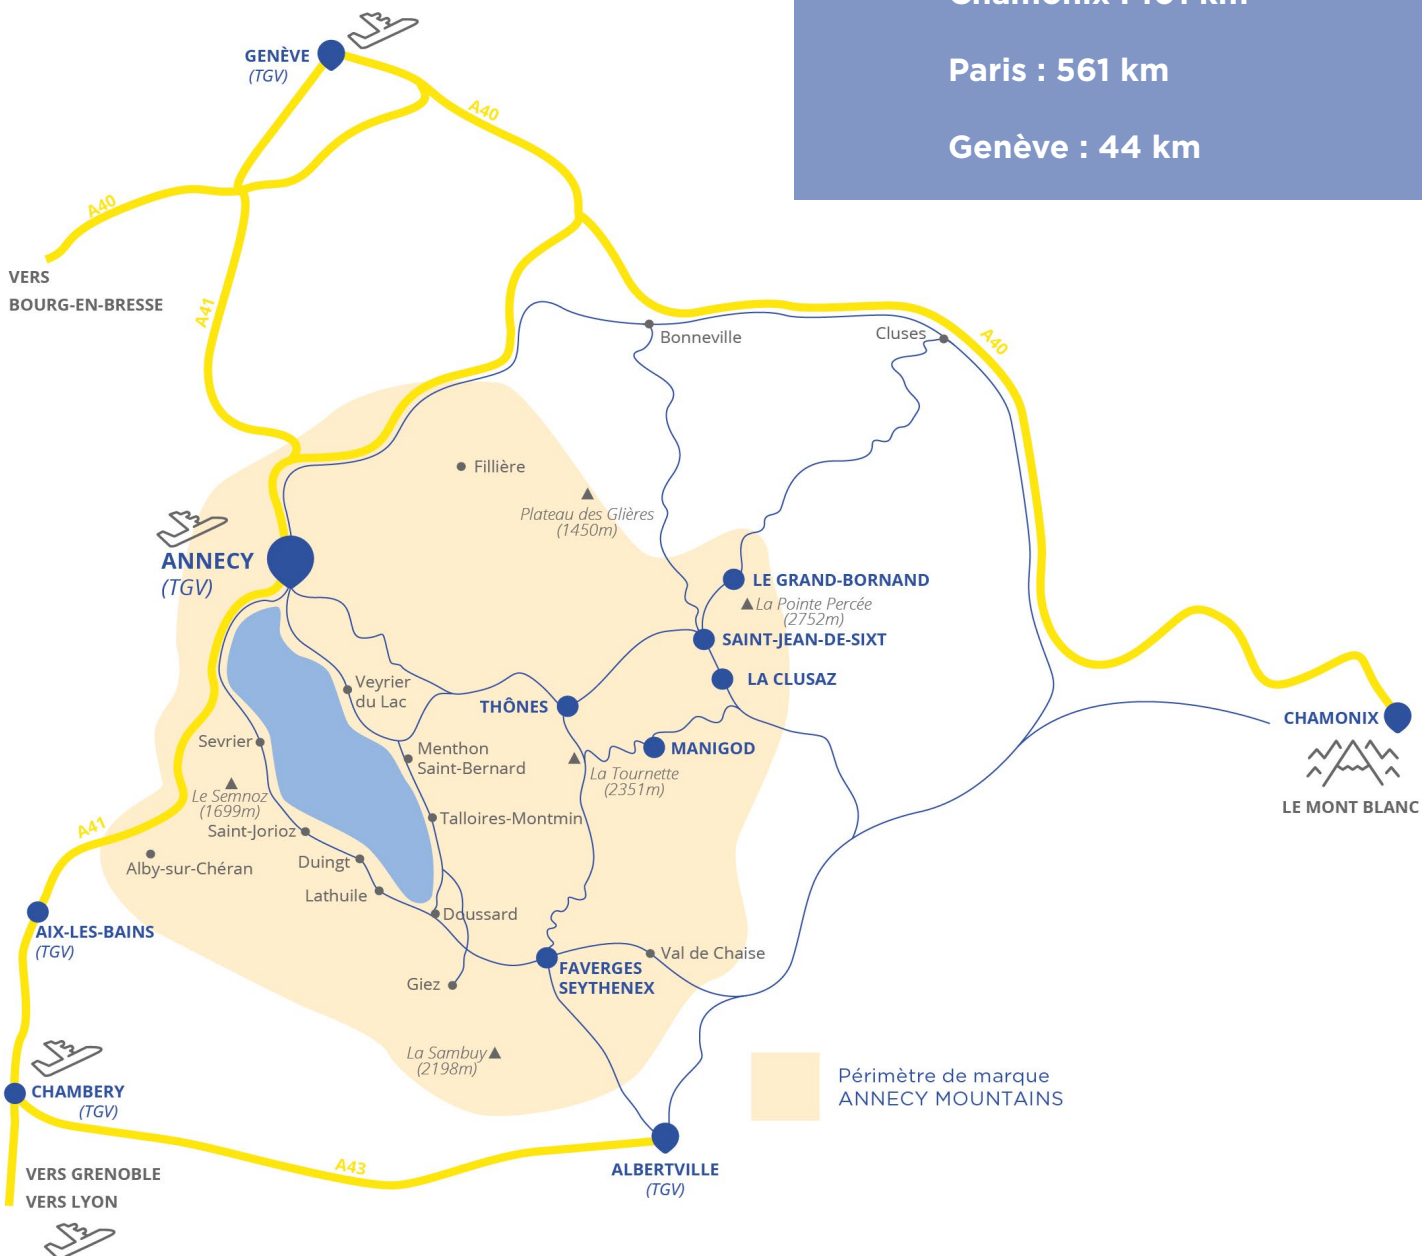 Paris : 561 km
Genève : 44 km
GENÈVE
(TGV)
A40
A40
VERS
BOURG-EN-BRESSE
A41
Bonneville
Cluses
A40
Fillière
Plateau des Glières
(1450m)
ANNECY
(TGV)
LE GRAND-BORNAND
La Pointe Percée
(2752m)
SAINT-JEAN-DE-SIXT
LA CLUSAZ
Veyrier
du Lac
THÔNES
CHAMONIX
Sevrier
Menthon
Saint-Bernard
MANIGOD
La Tournette
(2351m)
Le Semnoz
(1699m)
LE MONT BLANC
Saint-Jorioz
Talloires-Montmin
A41
Duingt
Alby-sur-Chéran
Lathuile
Doussard
AIX-LES-BAINS
(TGV)
Val de Chaise
FAVERGES
SEYTHENEX
Giez
La Sambuy
(2198m)
Périmètre de marque
ANNECY MOUNTAINS
CHAMBERY
(TGV)
A43
VERS GRENOBLE
VERS LYON
ALBERTVILLE
(TGV)